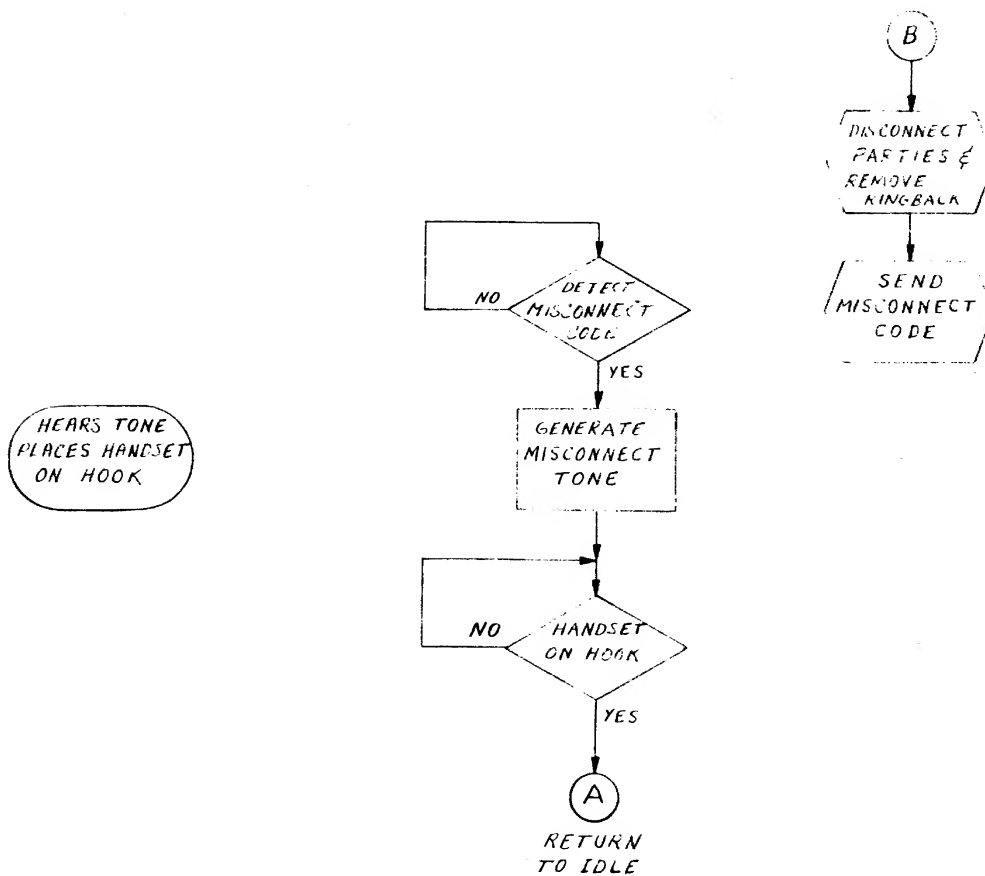 B
DISCONNECT
PARTIES &
REMOVE
RINGBACK
SEND
MISCONNECT
CODE
DETECT
MISCONNECT
CODE
NO
YES
HEARS TONE
PLACES HANDSET
ON HOOK
GENERATE
MISCONNECT
TONE
HANDSET
ON HOOK
NO
YES
A
RETURN
TO IDLE